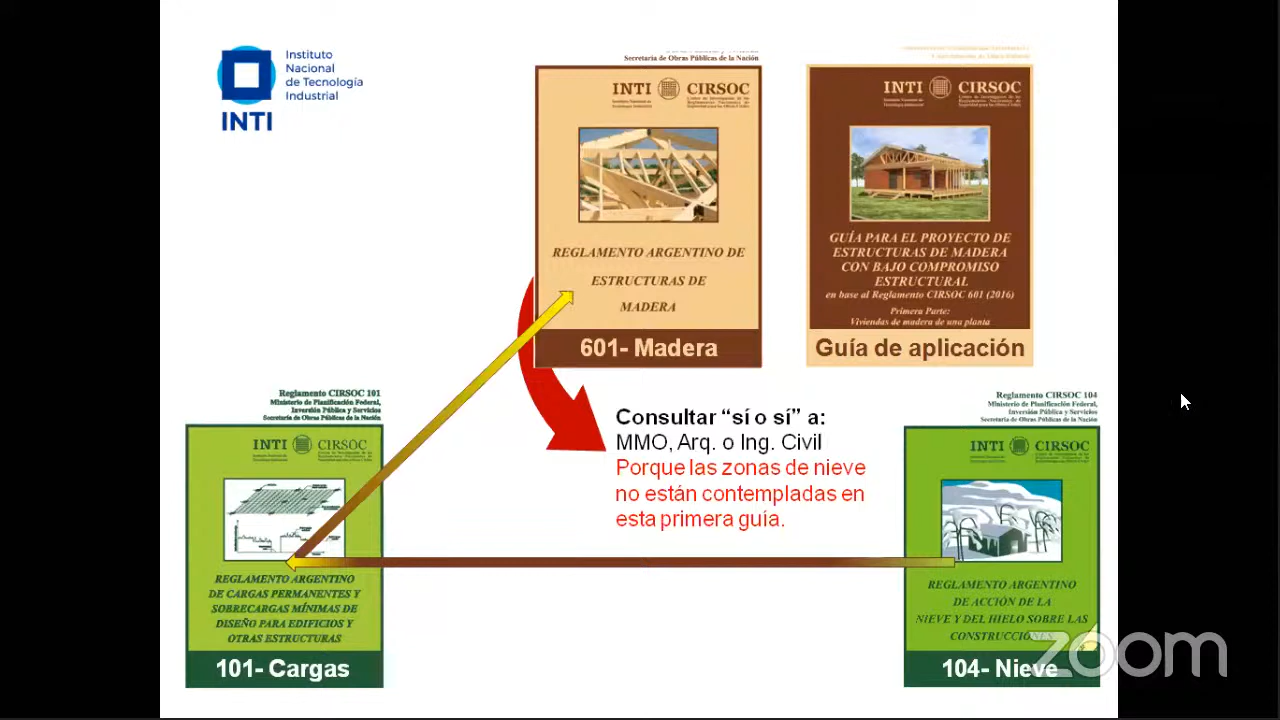 Instituto
Nacional
de Tecnología
Industrial
INTI
Secretaría de Obras Públicas de la Nación
INTI CIRSOC
REGLAMENTO ARGENTINO DE
ESTRUCTURAS DE
MADERA
601- Madera
INTI CIRSOC
GUÍA PARA EL PROYECTO DE
ESTRUCTURAS DE MADERA
CON BAJO COMPROMISO
ESTRUCTURAL
en base al Reglamento CIRSOC 601 (2016)
Primera Parte:
Viviendas de madera de una planta
Guía de aplicación
Consultar “sí o sí” a:
MMO, Arq. o Ing. Civil
Porque las zonas de nieve
no están contempladas en
esta primera guía.
Reglamento CIRSOC 101
Ministerio de Planificación Federal,
Inversión Pública y Servicios
Secretaría de Obras Públicas de la Nación
INTI CIRSOC
REGLAMENTO ARGENTINO
DE CARGAS PERMANENTES Y
SOBRECARGAS MÍNIMAS DE
DISEÑO PARA EDIFICIOS Y
OTRAS ESTRUCTURAS
101- Cargas
Reglamento CIRSOC 104
Ministerio de Planificación Federal,
Inversión Pública y Servicios
Secretaría de Obras Públicas de la Nación
INTI CIRSOC
REGLAMENTO ARGENTINO
DE ACCIÓN DE LA
NIEVE Y DEL HIELO SOBRE LAS
CONSTRUCCIONES
104- Nieve
zoom